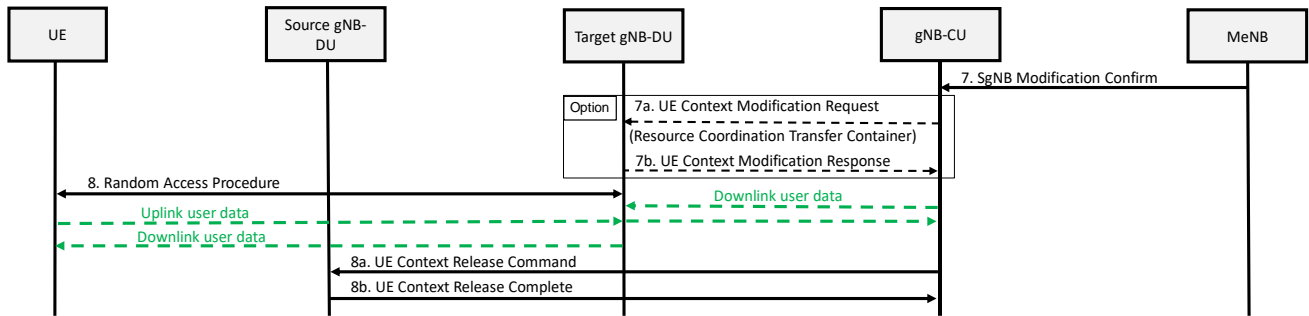 UE
Source gNB-
DU
Target gNB-DU
gNB-CU
MeNB
7. SgNB Modification Confirm
Option
7a. UE Context Modification Request
(Resource Coordination Transfer Container)
7b. UE Context Modification Response
8. Random Access Procedure
Downlink user data
Uplink user data
Downlink user data
8a. UE Context Release Command
8b. UE Context Release Complete